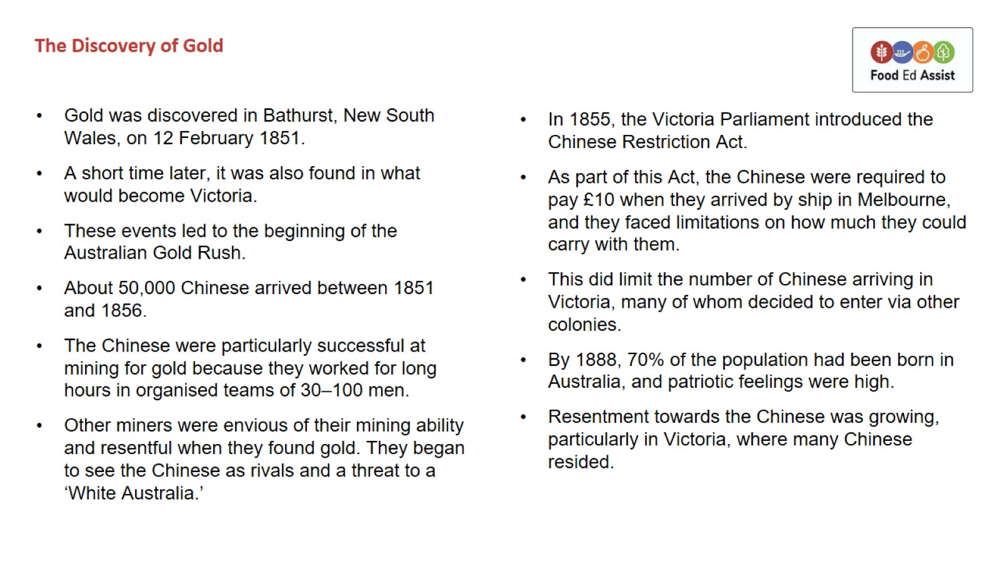 The Discovery of Gold
Food Ed Assist
• Gold was discovered in Bathurst, New South
Wales, on 12 February 1851.
• A short time later, it was also found in what
would become Victoria.
• These events led to the beginning of the
Australian Gold Rush.
• About 50,000 Chinese arrived between 1851
and 1856.
• The Chinese were particularly successful at
mining for gold because they worked for long
hours in organised teams of 30–100 men.
• Other miners were envious of their mining ability
and resentful when they found gold. They began
to see the Chinese as rivals and a threat to a
‘White Australia.’
• In 1855, the Victoria Parliament introduced the
Chinese Restriction Act.
• As part of this Act, the Chinese were required to
pay £10 when they arrived by ship in Melbourne,
and they faced limitations on how much they could
carry with them.
• This did limit the number of Chinese arriving in
Victoria, many of whom decided to enter via other
colonies.
• By 1888, 70% of the population had been born in
Australia, and patriotic feelings were high.
• Resentment towards the Chinese was growing,
particularly in Victoria, where many Chinese
resided.